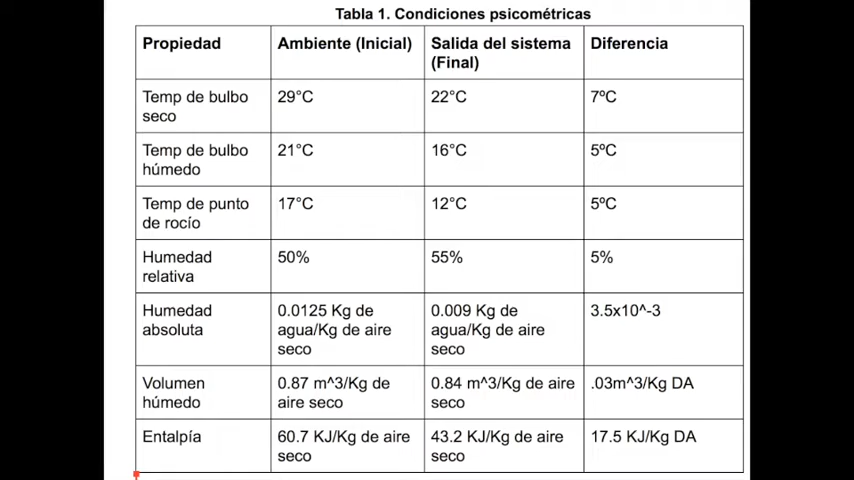 Tabla 1. Condiciones psicométricas
Propiedad Ambiente (Inicial) Salida del sistema (Final) Diferencia
Temp de bulbo seco 29°C 22°C 7ºC
Temp de bulbo húmedo 21°C 16°C 5ºC
Temp de punto de rocío 17°C 12°C 5ºC
Humedad relativa 50% 55% 5%
Humedad absoluta 0.0125 Kg de agua/Kg de aire seco 0.009 Kg de agua/Kg de aire seco 3.5x10^-3
Volumen húmedo 0.87 m^3/Kg de aire seco 0.84 m^3/Kg de aire seco .03m^3/Kg DA
Entalpía 60.7 KJ/Kg de aire seco 43.2 KJ/Kg de aire seco 17.5 KJ/Kg DA